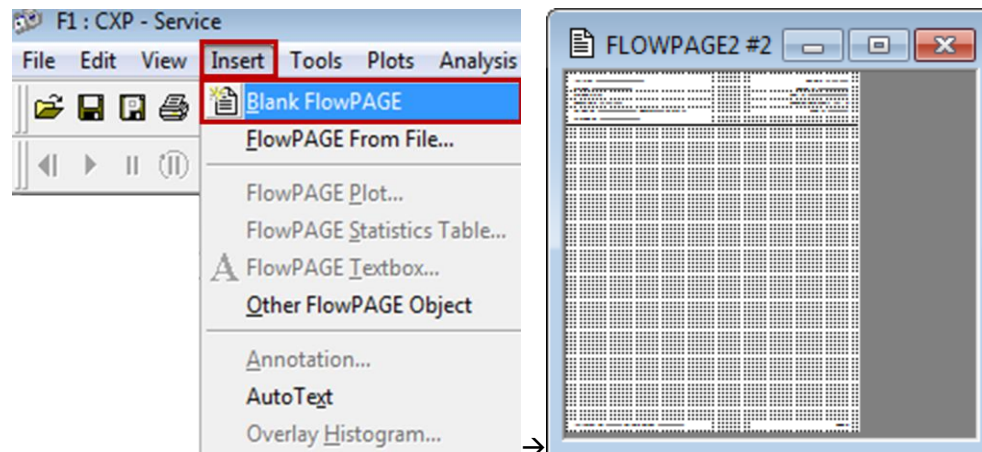 F1 : CXP - Service
File Edit View Insert Tools Plots Analysis
Blank FlowPAGE
FlowPAGE From File...
FlowPAGE Plot...
FlowPAGE Statistics Table...
A FlowPAGE Textbox...
Other FlowPAGE Object
Annotation...
AutoText
Overlay Histogram...
→
FLOWPAGE2 #2